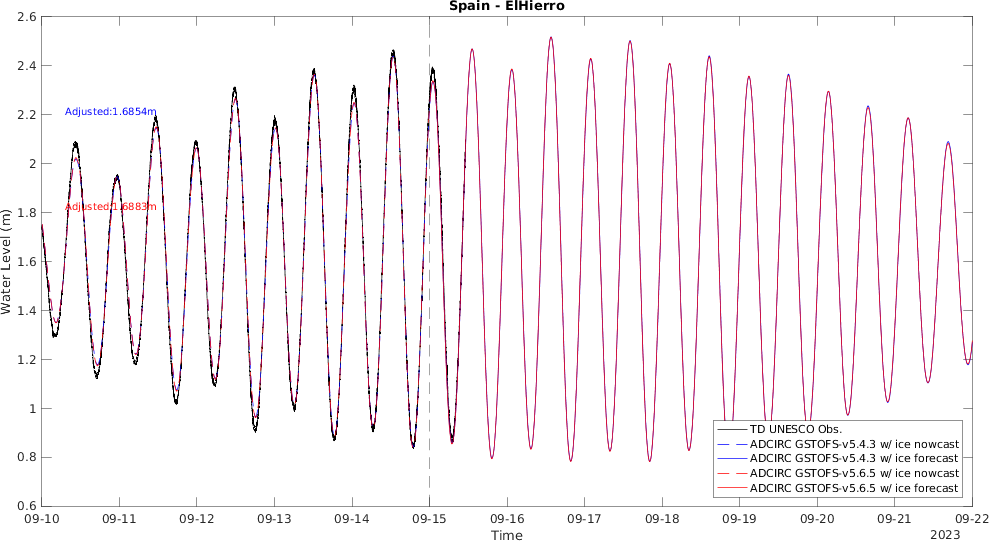 Spain - ElHierro
2.6
2.4
2.2
2
1.8
1.6
1.4
1.2
1
0.8
0.6
Water Level (m)
Adjusted:1.6854m
Adjusted:1.6883m
TD UNESCO Obs.
ADCIRC GSTOFS-v5.4.3 w/ ice nowcast
ADCIRC GSTOFS-v5.4.3 w/ ice forecast
ADCIRC GSTOFS-v5.6.5 w/ ice nowcast
ADCIRC GSTOFS-v5.6.5 w/ ice forecast
09-10 09-11 09-12 09-13 09-14 09-15 09-16 09-17 09-18 09-19 09-20 09-21 09-22
Time
2023